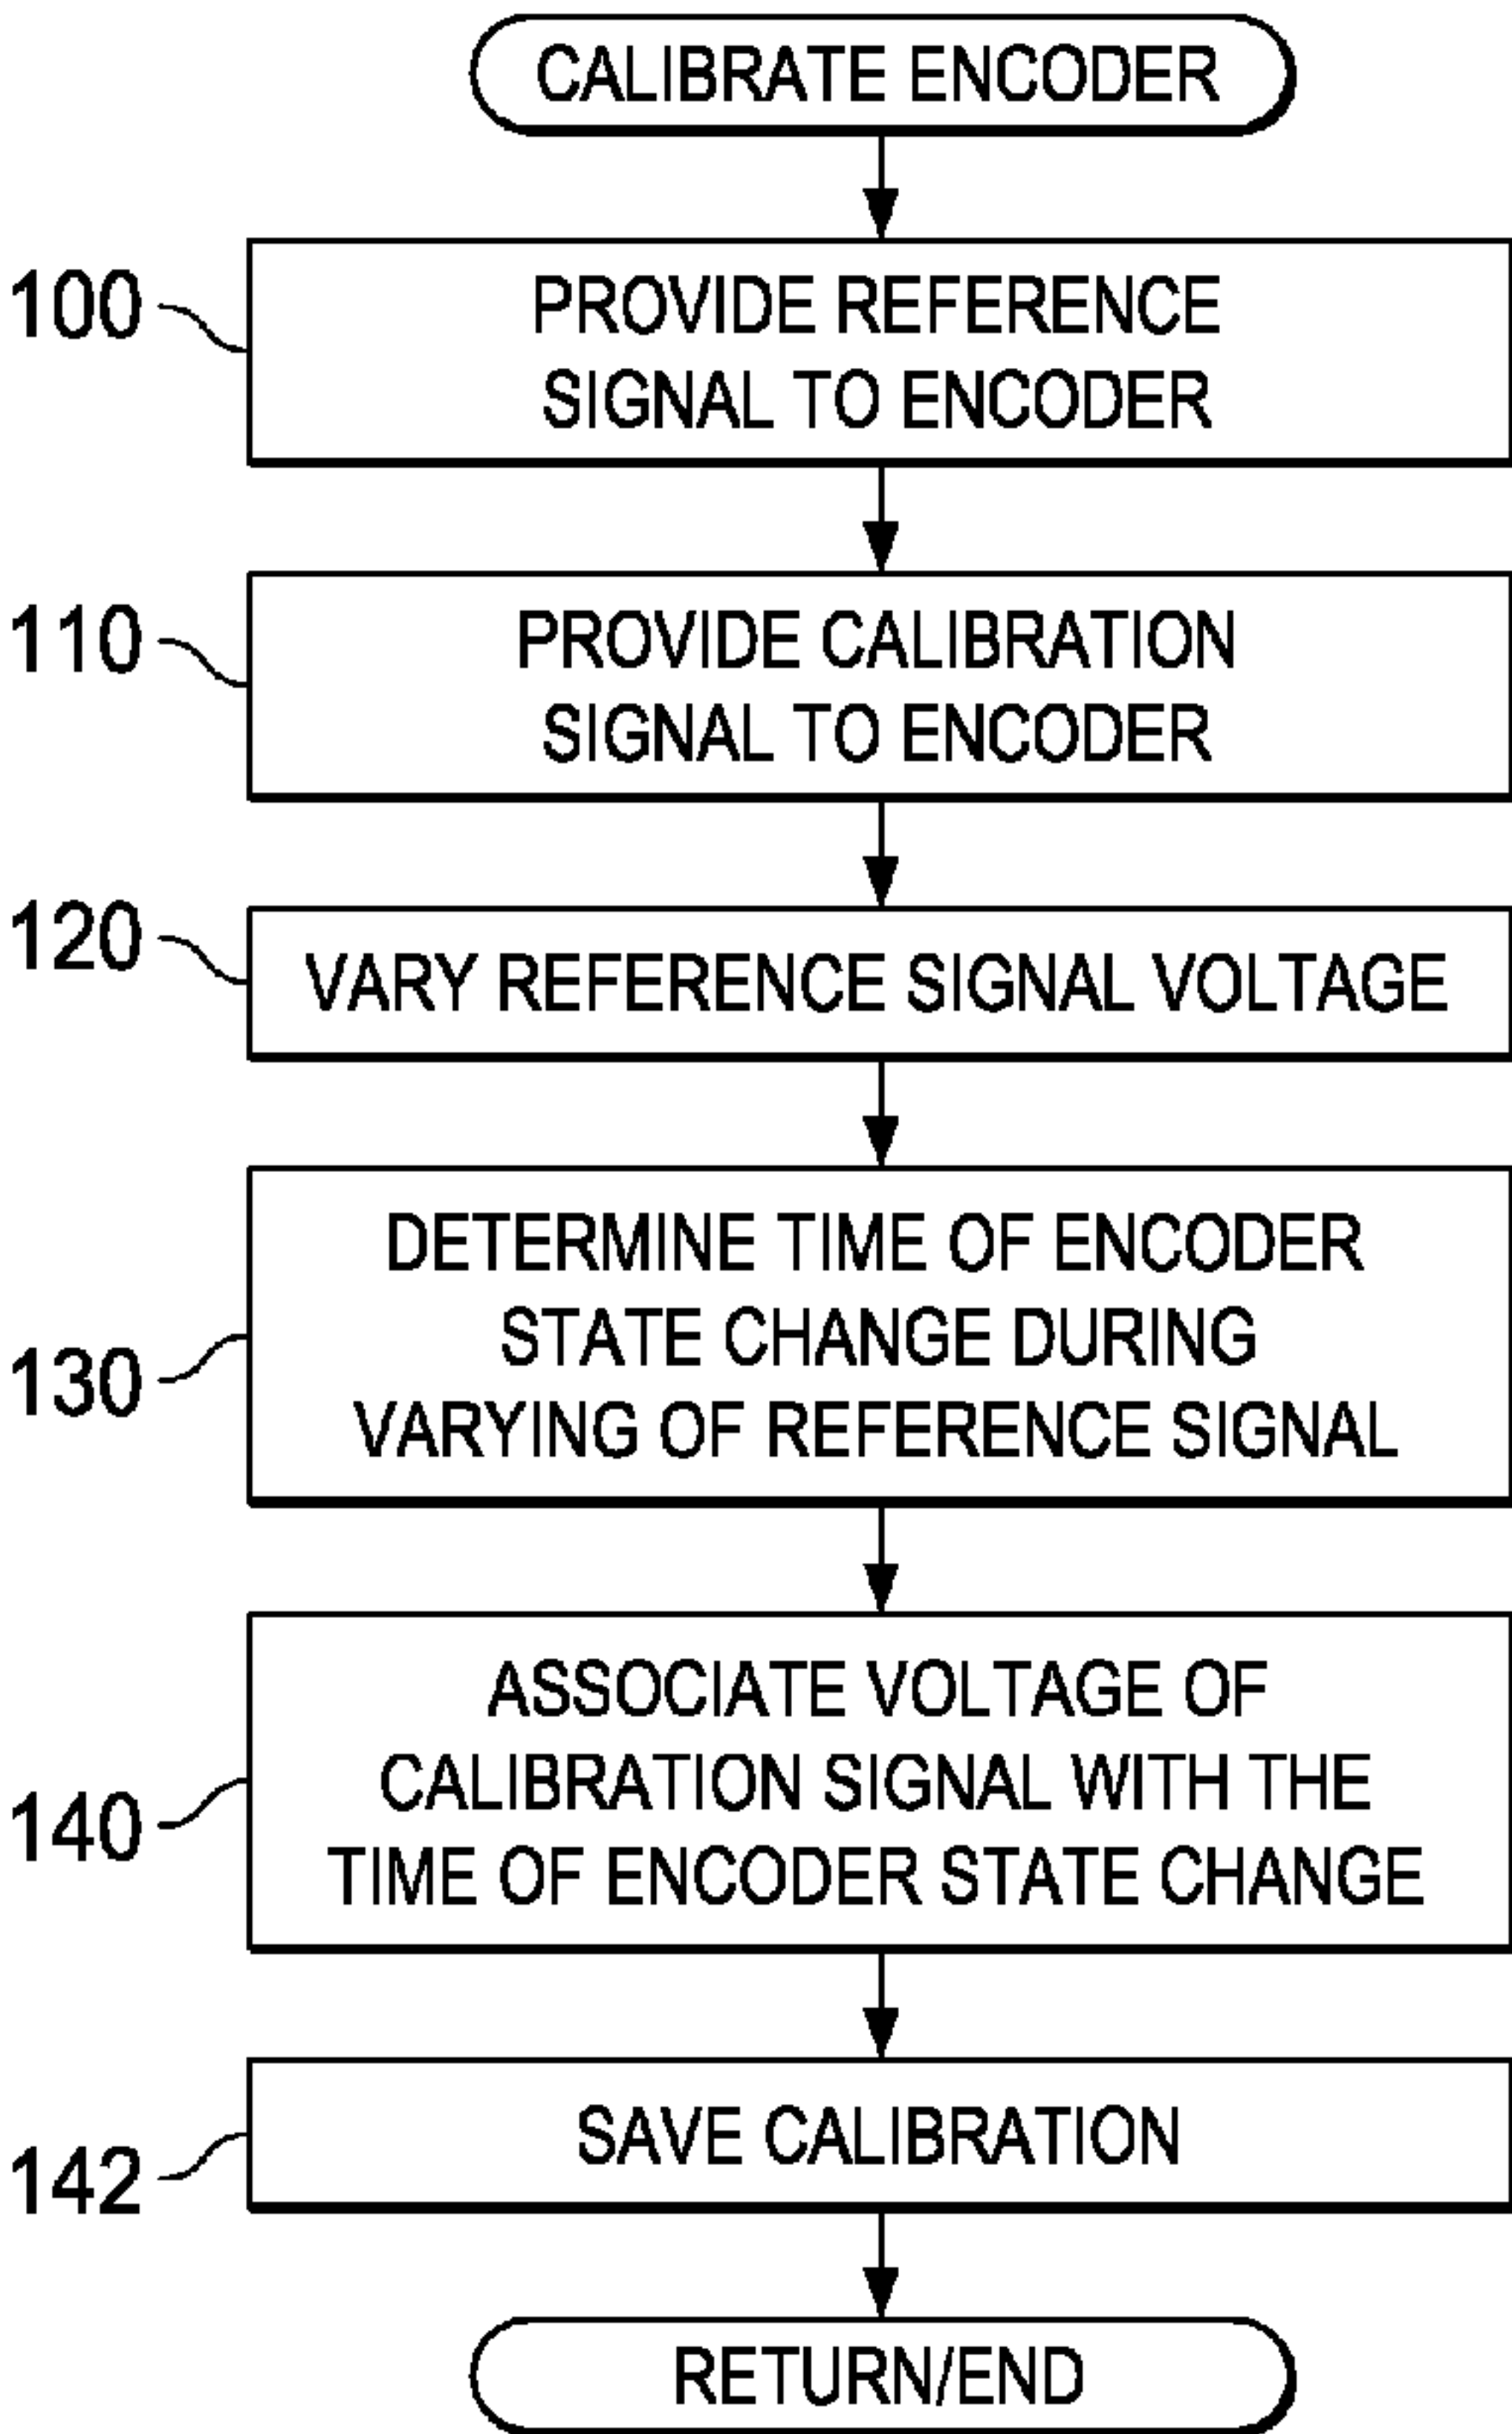 CALIBRATE ENCODER
100
PROVIDE REFERENCE
SIGNAL TO ENCODER
110
PROVIDE CALIBRATION
SIGNAL TO ENCODER
120
VARY REFERENCE SIGNAL VOLTAGE
130
DETERMINE TIME OF ENCODER
STATE CHANGE DURING
VARYING OF REFERENCE SIGNAL
140
ASSOCIATE VOLTAGE OF
CALIBRATION SIGNAL WITH THE
TIME OF ENCODER STATE CHANGE
142
SAVE CALIBRATION
RETURN/END